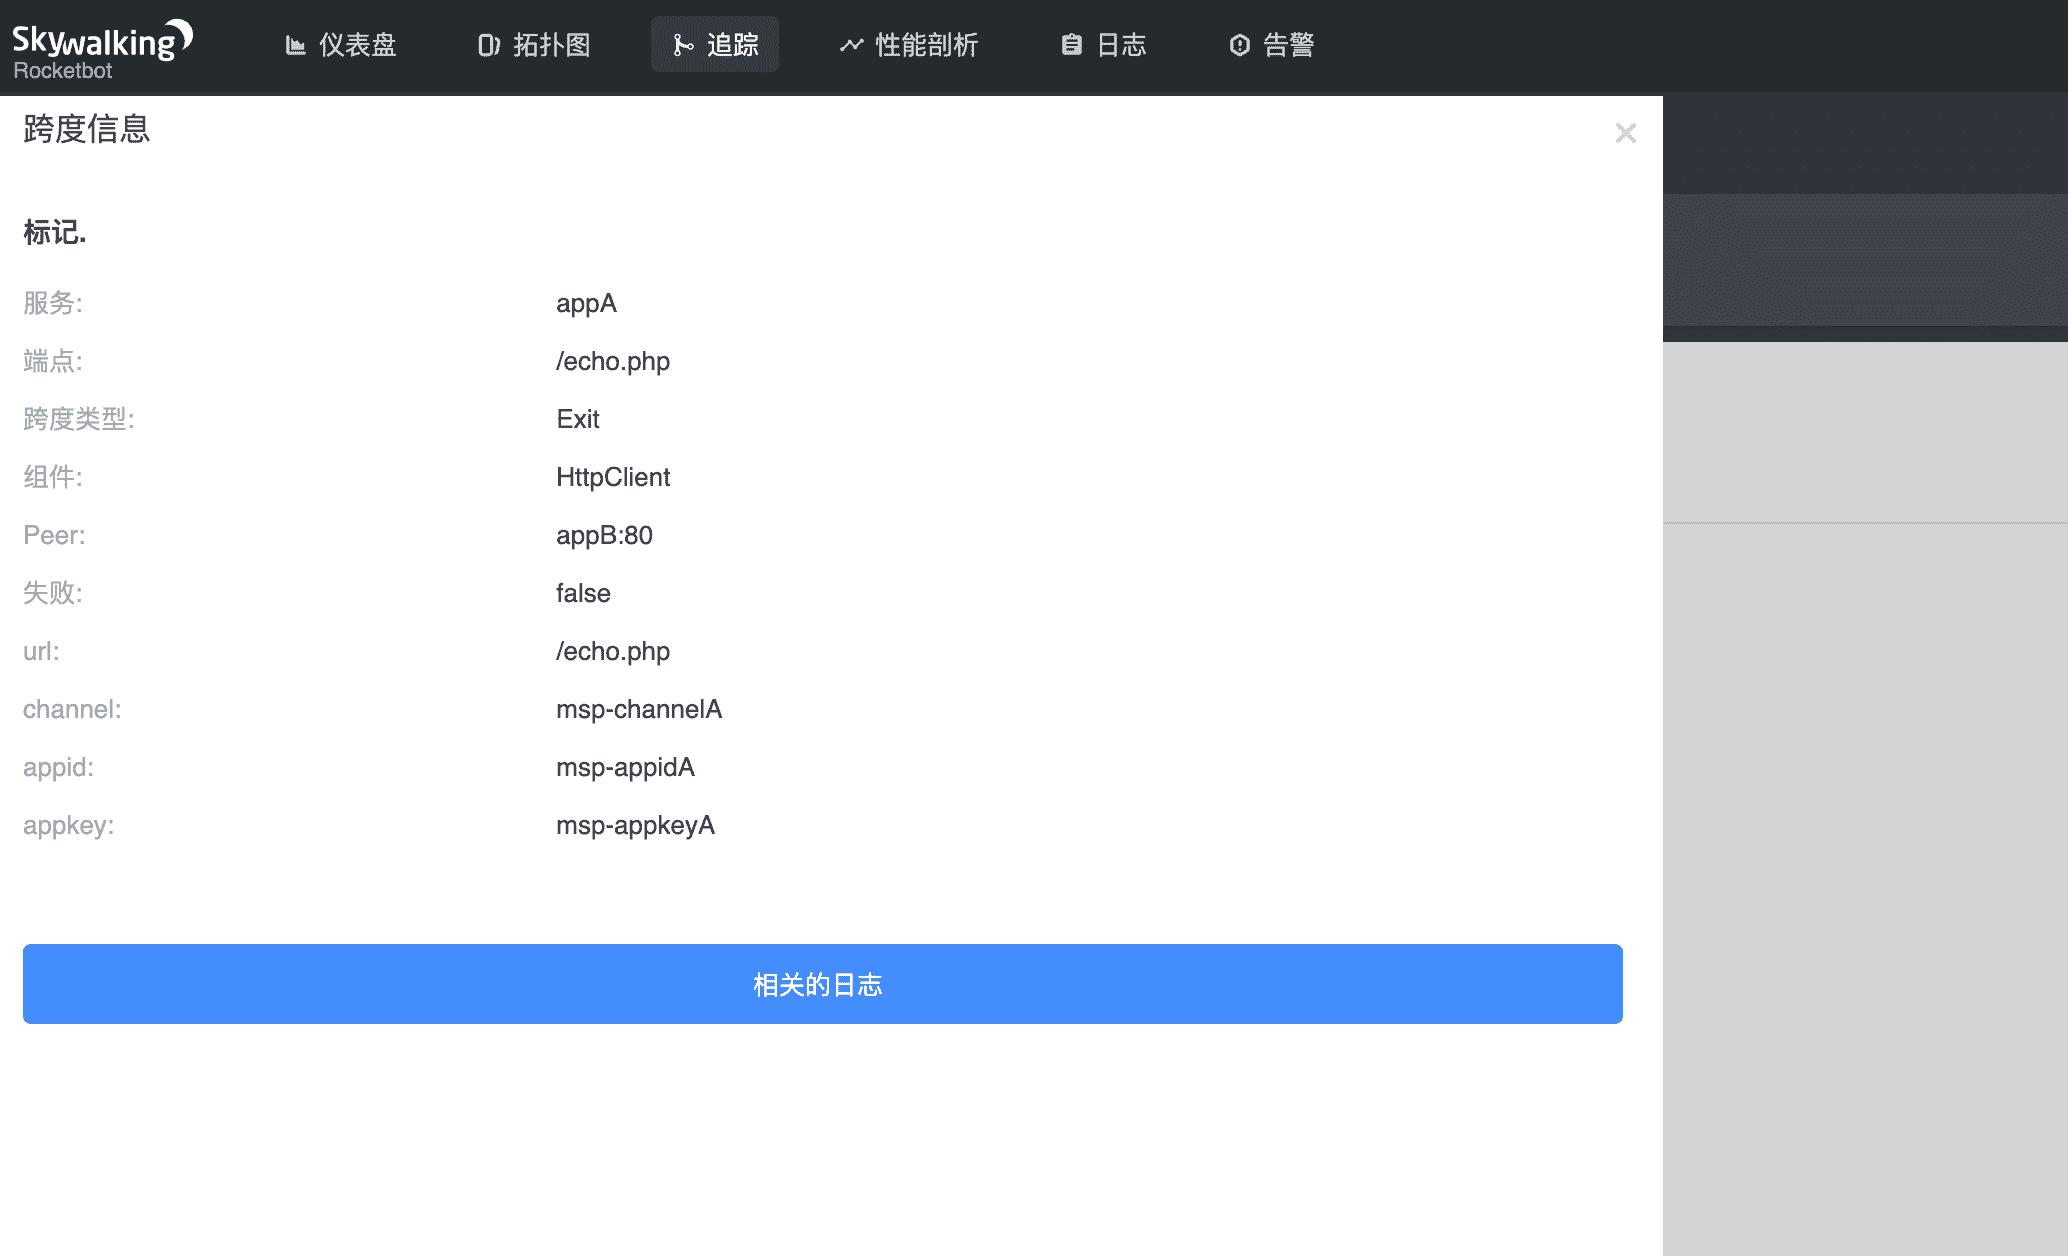 Skywalking
Rocketbot
仪表盘
拓扑图
追踪
性能剖析
日志
告警
跨度信息
标记.
服务: appA
端点: /echo.php
跨度类型: Exit
组件: HttpClient
Peer: appB:80
失败: false
url: /echo.php
channel: msp-channelA
appid: msp-appidA
appkey: msp-appkeyA
相关的日志